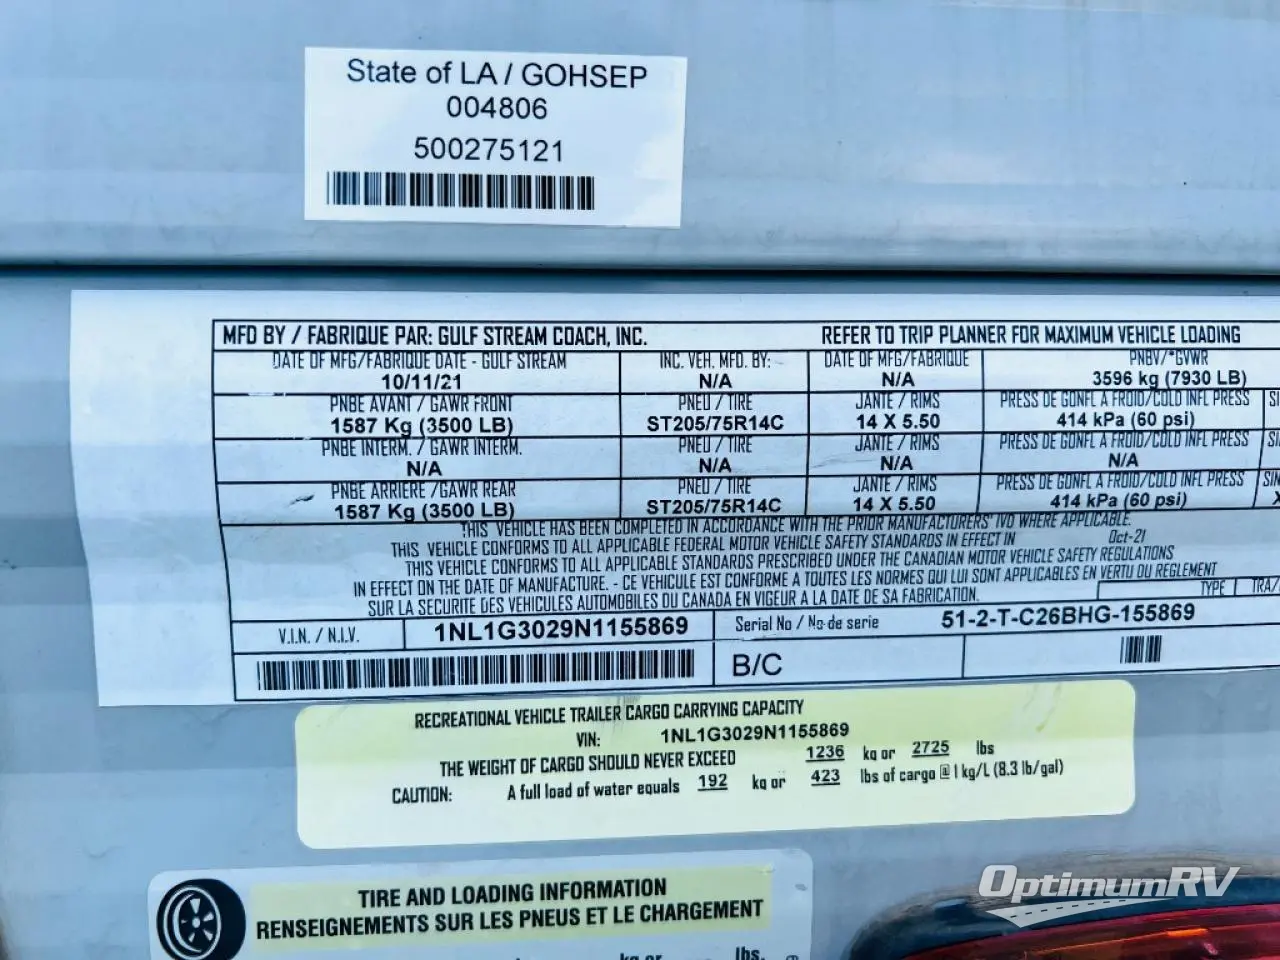 State of LA / GOHSEP
004806
500275121
MFD BY / FABRIQUE PAR: GULF STREAM COACH, INC. REFER TO TRIP PLANNER FOR MAXIMUM VEHICLE LOADING
DATE OF MFG/FABRIQUE DATE - GULF STREAM INC. VEH. MFD. BY: DATE OF MFG/FABRIQUE PNBV/*GVWR
10/11/21 N/A N/A 3596 kg (7930 LB)
PNBE AVANT / GAWR FRONT PNEU / TIRE JANTE / RIMS PRESS DE GONFL A FROID/COLD INFL PRESS
1587 Kg (3500 LB) ST205/75R14C 14 X 5.50 414 kPa (60 psi)
PNBE INTERM. / GAWR INTERM. PNEU / TIRE JANTE / RIMS PRESS DE GONFL A FROID/COLD INFL PRESS
N/A N/A N/A N/A
PNBE ARRIERE /GAWR REAR PNEU / TIRE JANTE / RIMS PRESS DE GONFL A FROID/COLD INFL PRESS
1587 Kg (3500 LB) ST205/75R14C 14 X 5.50 414 kPa (60 psi)
THIS VEHICLE HAS BEEN COMPLETED IN ACCORDANCE WITH THE PRIOR MANUFACTURERS' IVD WHERE APPLICABLE.
THIS VEHICLE CONFORMS TO ALL APPLICABLE FEDERAL MOTOR VEHICLE SAFETY STANDARDS IN EFFECT IN Oct-21
THIS VEHICLE CONFORMS TO ALL APPLICABLE STANDARDS PRESCRIBED UNDER THE CANADIAN MOTOR VEHICLE SAFETY REGULATIONS
IN EFFECT ON THE DATE OF MANUFACTURE. - CE VEHICULE EST CONFORME A TOUTES LES NORMES QUI LUI SONT APPLICABLES EN VERTU DU REGLEMENT
SUR LA SECURITE DES VEHICULES AUTOMOBILES DU CANADA EN VIGEUR A LA DATE DE SA FABRICATION. TYPE TRA/
V.I.N. / N.I.V. 1NL1G3029N1155869 Serial No / No de serie 51-2-T-C26BHG-155869
B/C
RECREATIONAL VEHICLE TRAILER CARGO CARRYING CAPACITY
VIN: 1NL1G3029N1155869
THE WEIGHT OF CARGO SHOULD NEVER EXCEED 1236 kg or 2725 lbs
CAUTION: A full load of water equals 192 kg or 423 lbs of cargo @ 1 kg/L (8.3 lb/gal)
TIRE AND LOADING INFORMATION
RENSEIGNEMENTS SUR LES PNEUS ET LE CHARGEMENT
kg or lbs.
OptimumRV